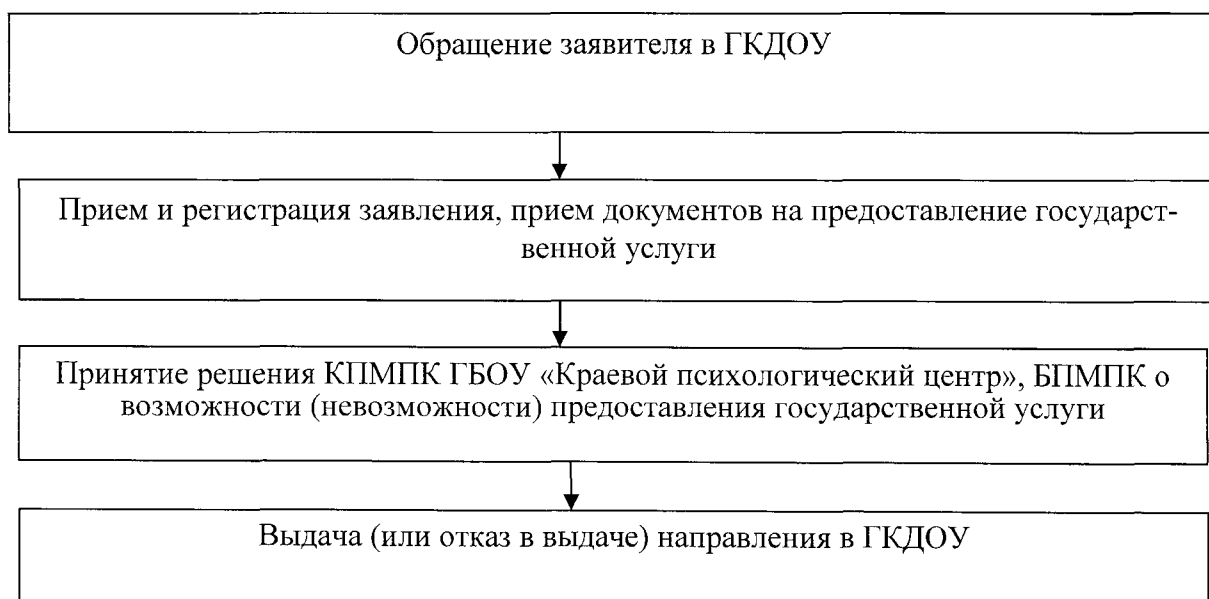 Обращение заявителя в ГКДОУ
Прием и регистрация заявления, прием документов на предоставление государст-
венной услуги
Принятие решения КПМПК ГБОУ «Краевой психологический центр», БПМПК о
возможности (невозможности) предоставления государственной услуги
Выдача (или отказ в выдаче) направления в ГКДОУ